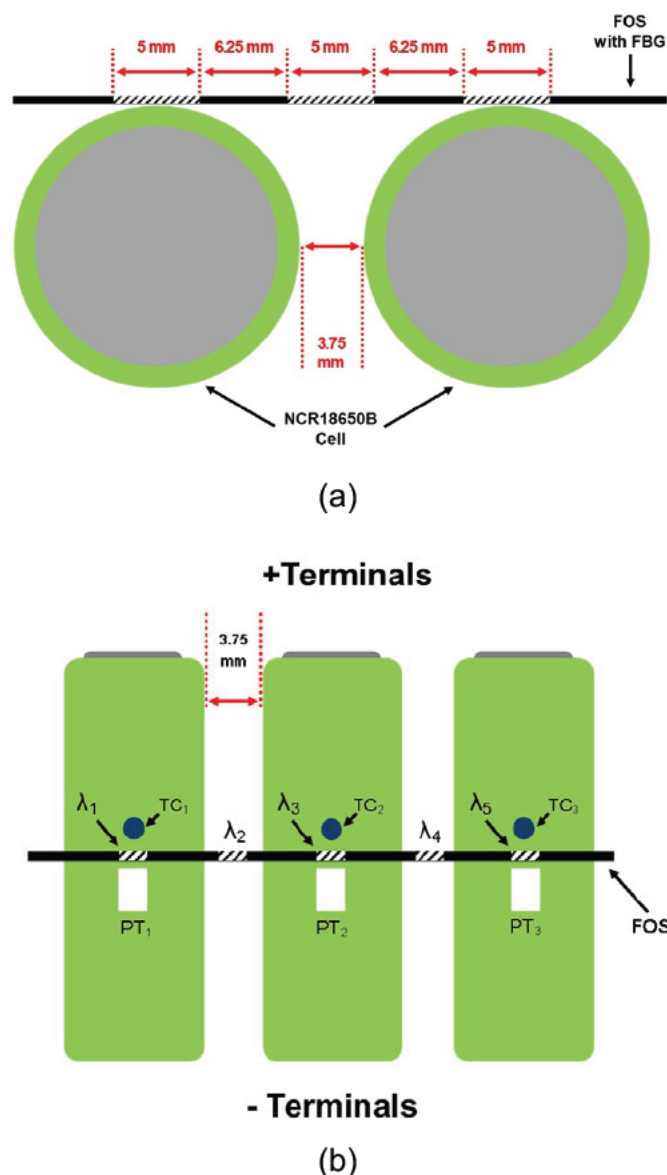 5 mm 6.25 mm 5 mm 6.25 mm 5 mm
FOS
with FBG
3.75
mm
NCR18650B
Cell
(a)
+Terminals
3.75
mm
λ1 TC1 λ2 λ3 TC2 λ4 λ5 TC3
PT1 PT2 PT3
FOS
- Terminals
(b)